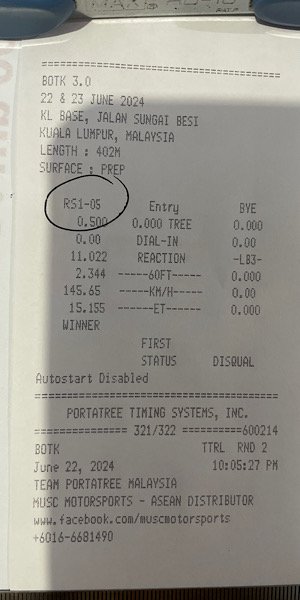 ==============================
BOTK 3.0
22 & 23 JUNE 2024
KL BASE, JALAN SUNGAI BESI
KUALA LUMPUR, MALAYSIA
LENGTH : 402M
SURFACE : PREP
RS1-05 Entry BYE
0.500 0.000 TREE 0.000
0.00 DIAL-IN 0.00
11.022 REACTION -LB3-
2.344 -----60FT----- 0.000
145.65 -----KM/H----- 0.00
15.155 ------ET------ 0.000
WINNER
FIRST
STATUS DISQUAL
Autostart Disabled
==============================
PORTATREE TIMING SYSTEMS, INC.
============== 321/322 ==========600214
BOTK TTRL RND 2
June 22, 2024 10:05:27 PM
TEAM PORTATREE MALAYSIA
MUSC MOTORSPORTS - ASEAN DISTRIBUTOR
www.facebook.com/muscmotorsports
+6016-6681490